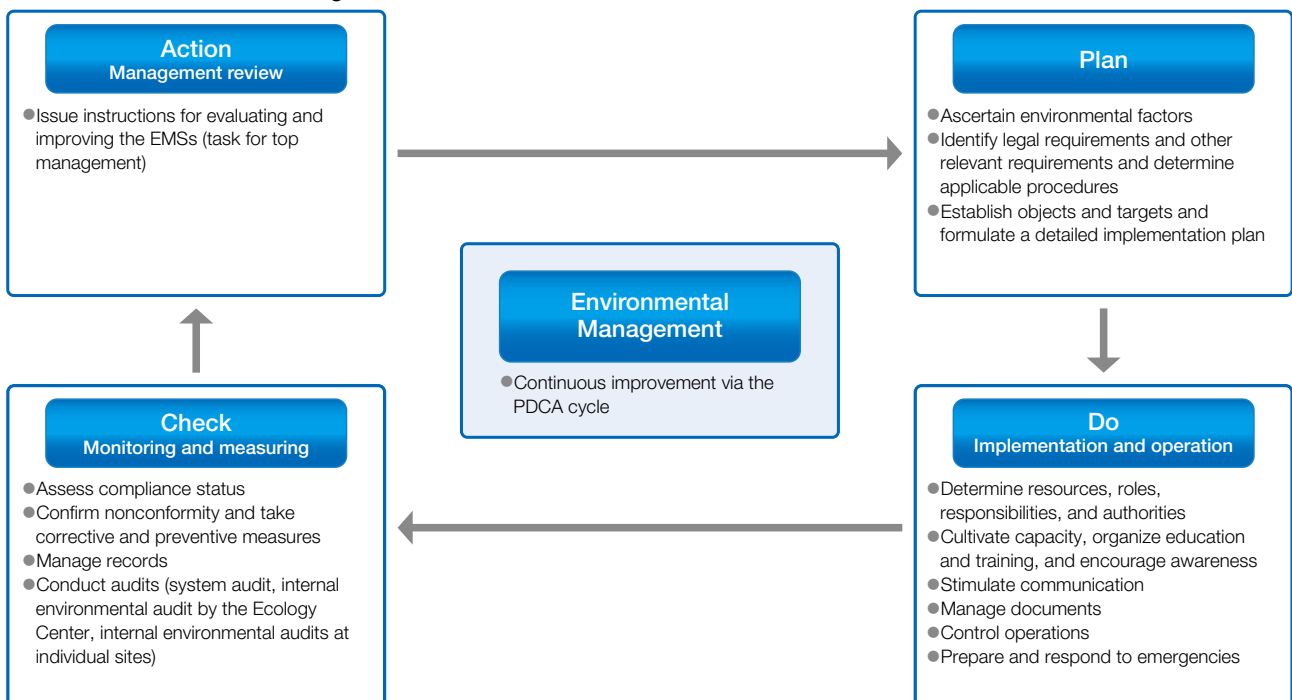 Action
Management review
●Issue instructions for evaluating and
improving the EMSs (task for top
management)
Plan
●Ascertain environmental factors
●Identify legal requirements and other
relevant requirements and determine
applicable procedures
●Establish objects and targets and
formulate a detailed implementation plan
Environmental
Management
●Continuous improvement via the
PDCA cycle
Check
Monitoring and measuring
●Assess compliance status
●Confirm nonconformity and take
corrective and preventive measures
●Manage records
●Conduct audits (system audit, internal
environmental audit by the Ecology
Center, internal environmental audits at
individual sites)
Do
Implementation and operation
●Determine resources, roles,
responsibilities, and authorities
●Cultivate capacity, organize education
and training, and encourage awareness
●Stimulate communication
●Manage documents
●Control operations
●Prepare and respond to emergencies